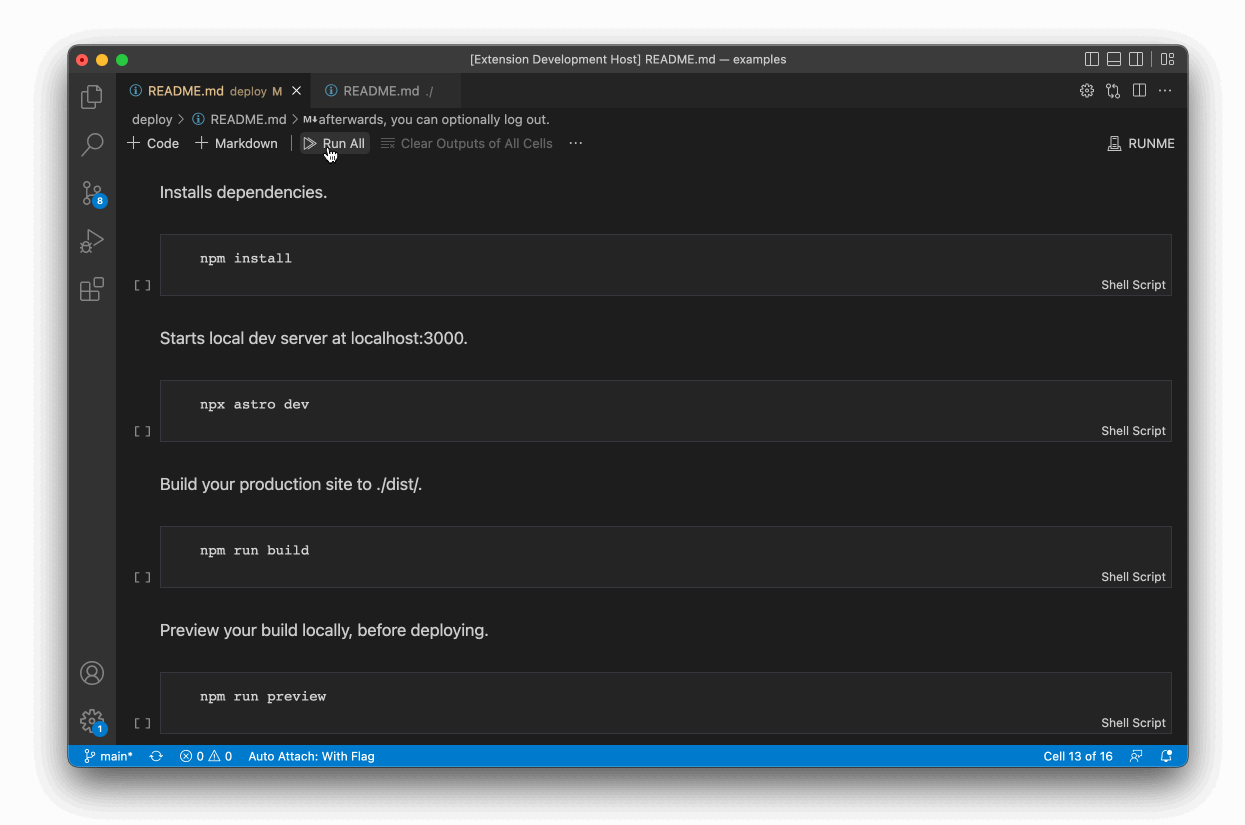 [Extension Development Host] README.md — examples
README.md deploy M README.md ./
deploy > README.md > M↓ afterwards, you can optionally log out.
+ Code + Markdown | Run All Clear Outputs of All Cells ··· RUNME
Installs dependencies.
npm install
[ ] Shell Script
Starts local dev server at localhost:3000.
npx astro dev
[ ] Shell Script
Build your production site to ./dist/.
npm run build
[ ] Shell Script
Preview your build locally, before deploying.
npm run preview
[ ] Shell Script
8
1
main* 0 0 Auto Attach: With Flag Cell 13 of 16